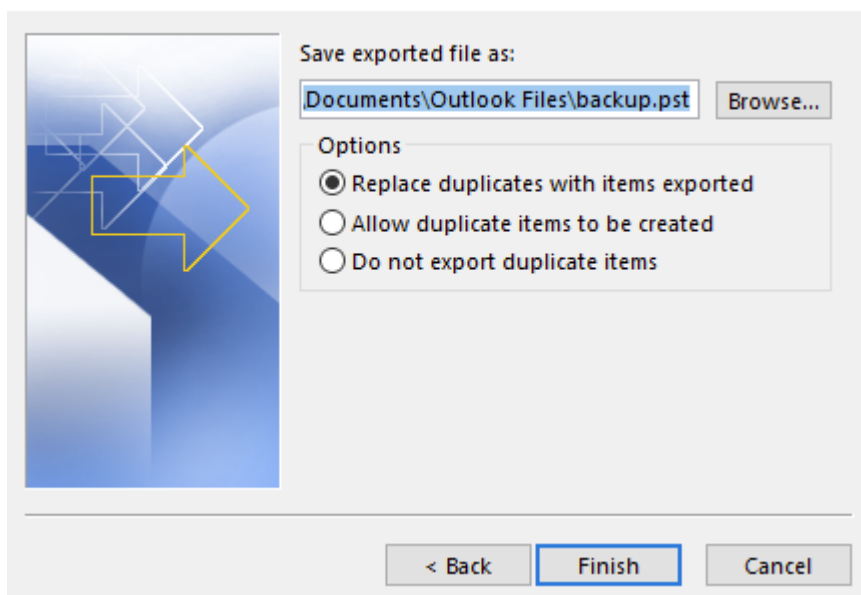 Save exported file as:
\Documents\Outlook Files\backup.pst
Browse...
Options
Replace duplicates with items exported
Allow duplicate items to be created
Do not export duplicate items
< Back
Finish
Cancel